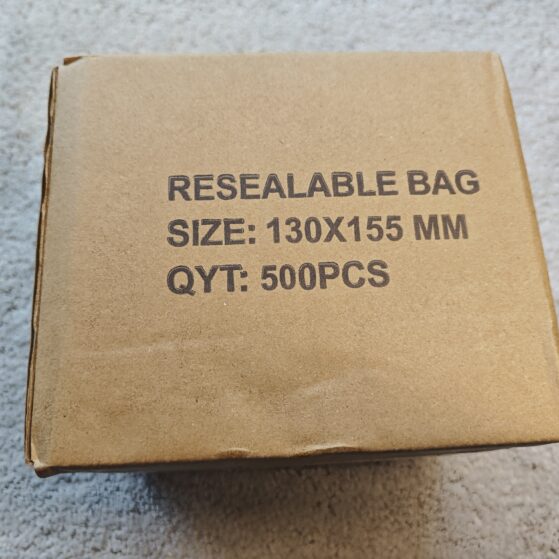 RESEALABLE BAG
SIZE: 130X155 MM
QYT: 500PCS